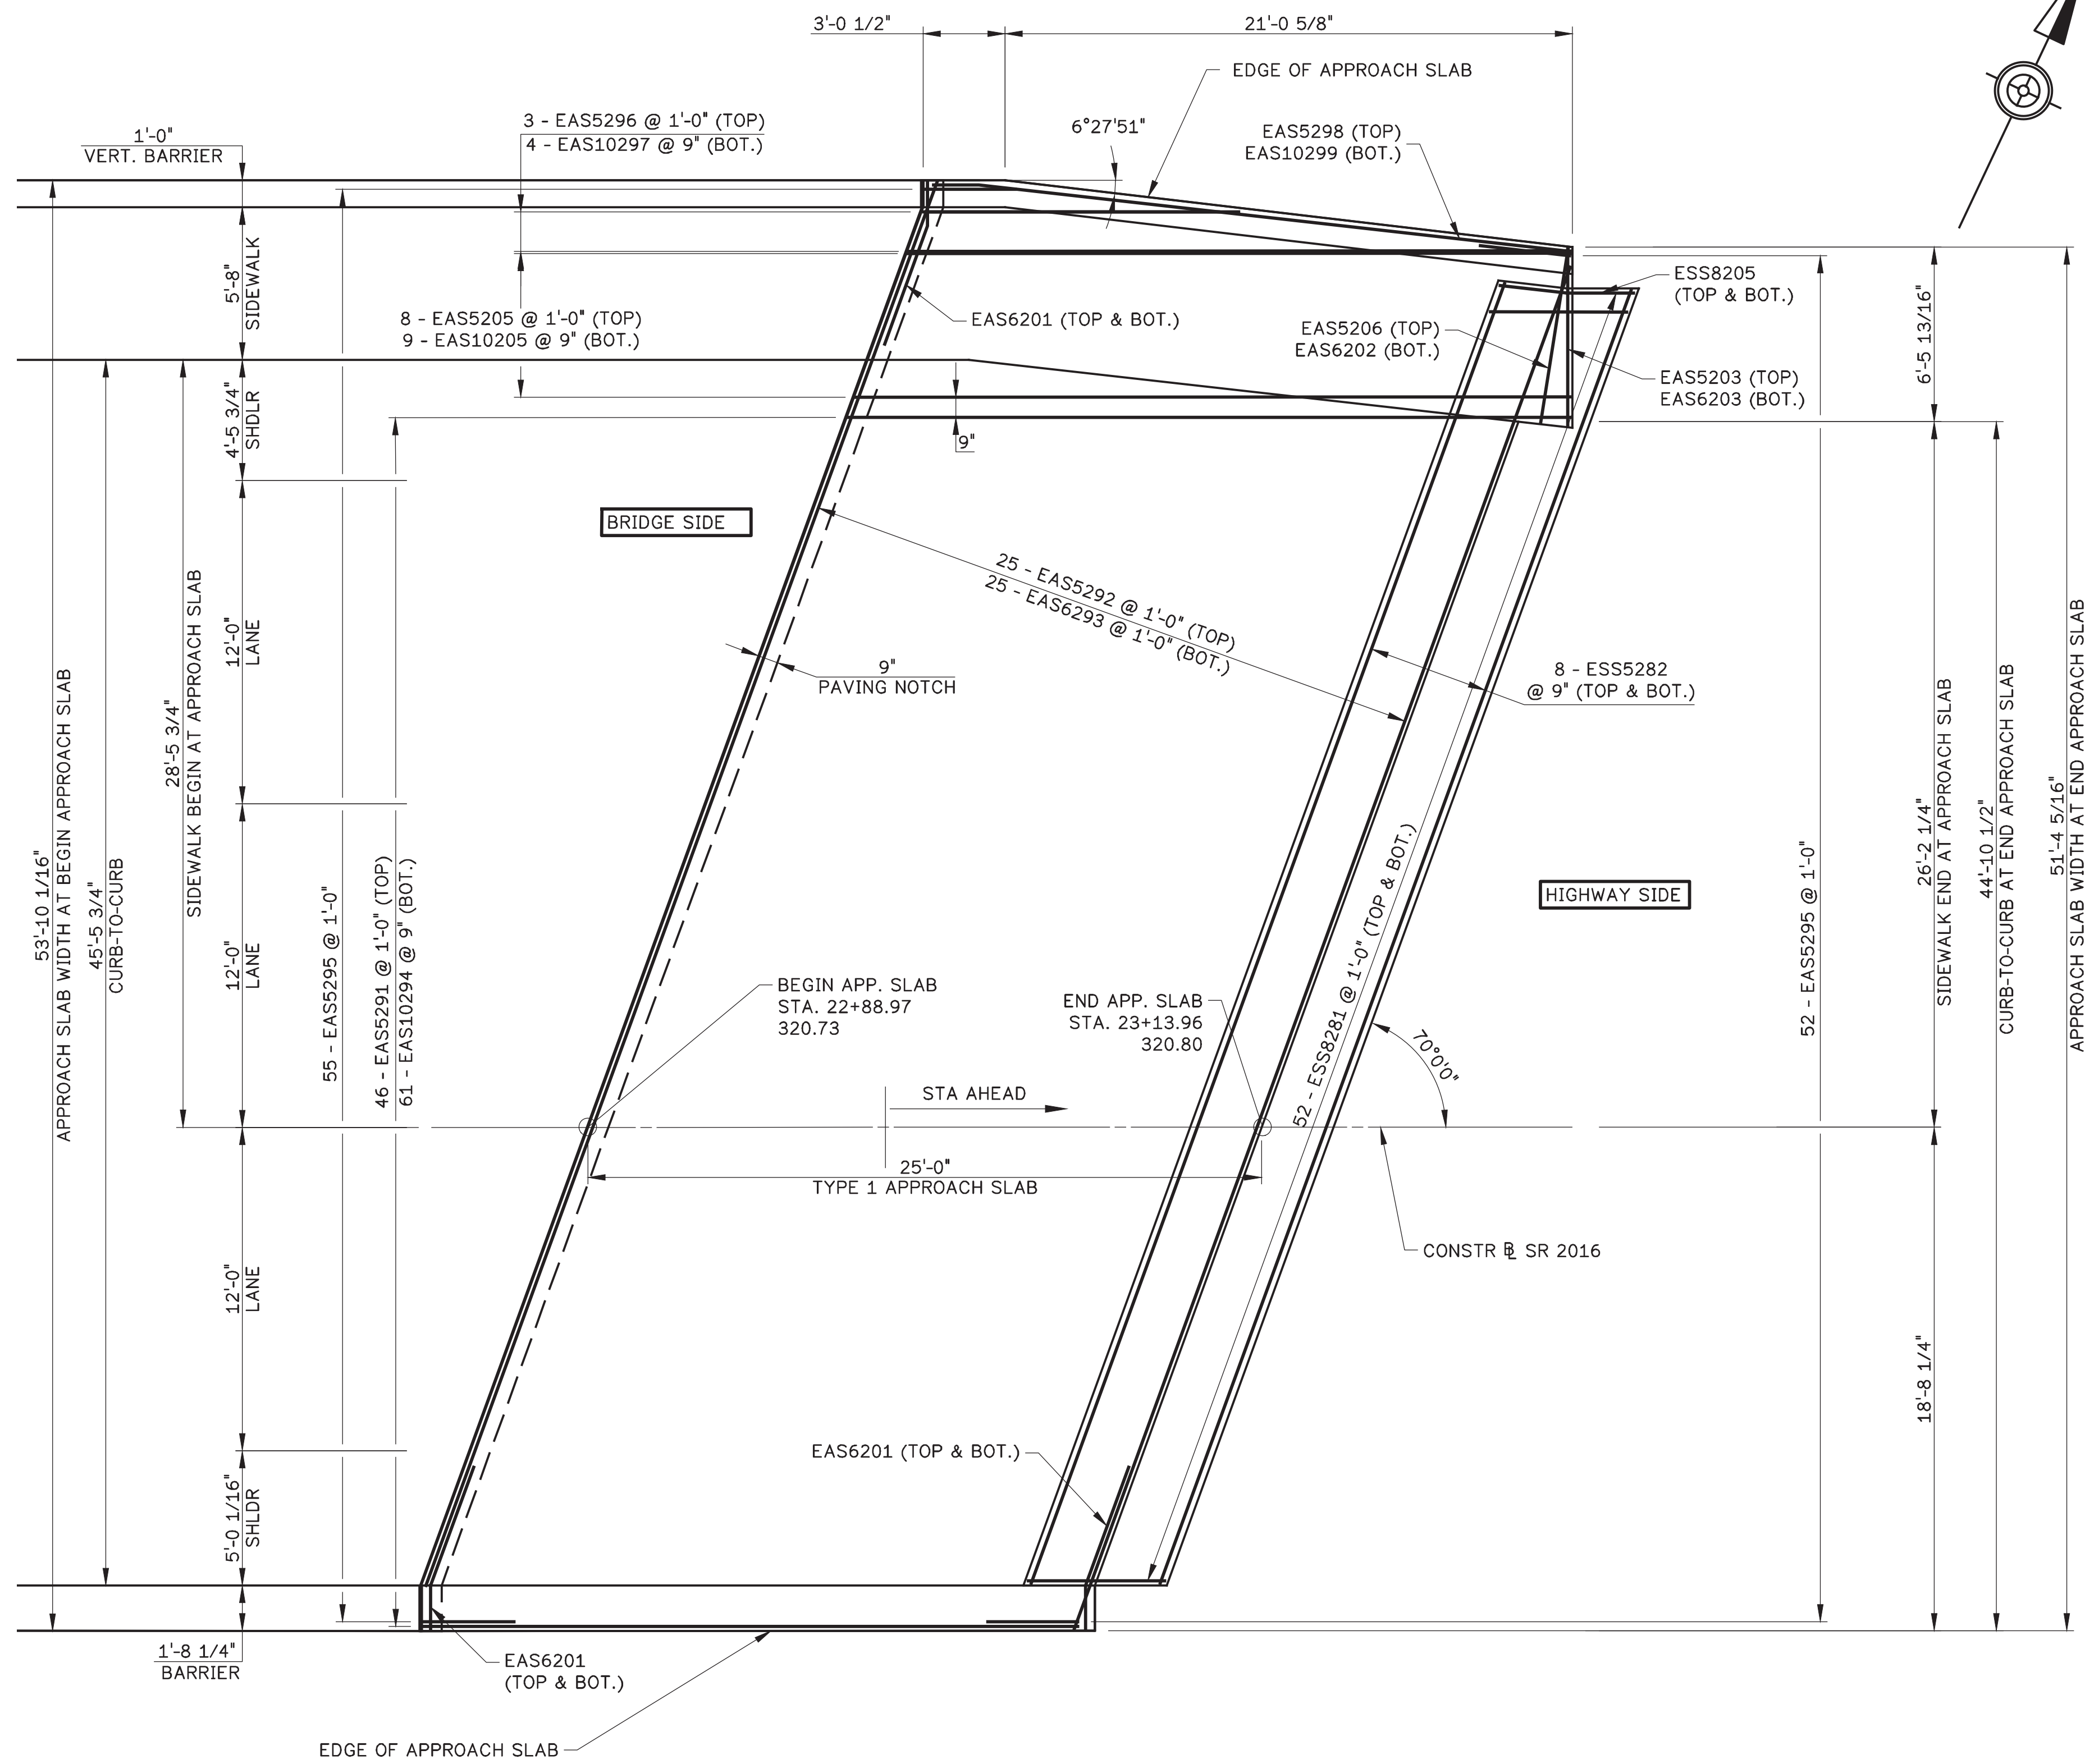 3'-0 1/2"
21'-0 5/8"
EDGE OF APPROACH SLAB
3 - EAS5296 @ 1'-0" (TOP)
4 - EAS10297 @ 9" (BOT.)
6°27'51"
EAS5298 (TOP)
EAS10299 (BOT.)
1'-0"
VERT. BARRIER
5'-8"
SIDEWALK
8 - EAS5205 @ 1'-0" (TOP)
9 - EAS10205 @ 9" (BOT.)
EAS6201 (TOP & BOT.)
ESS8205
(TOP & BOT.)
EAS5206 (TOP)
EAS6202 (BOT.)
EAS5203 (TOP)
EAS6203 (BOT.)
6'-5 13/16"
4'-5 3/4"
SHDLR
9"
BRIDGE SIDE
25 - EAS5292 @ 1'-0" (TOP)
25 - EAS6293 @ 1'-0" (BOT.)
12'-0"
LANE
9"
PAVING NOTCH
8 - ESS5282
@ 9" (TOP & BOT.)
28'-5 3/4"
SIDEWALK BEGIN AT APPROACH SLAB
53'-10 1/16"
APPROACH SLAB WIDTH AT BEGIN APPROACH SLAB
45'-5 3/4"
CURB-TO-CURB
12'-0"
LANE
55 - EAS5295 @ 1'-0"
46 - EAS5291 @ 1'-0" (TOP)
61 - EAS10294 @ 9" (BOT.)
BEGIN APP. SLAB
STA. 22+88.97
320.73
END APP. SLAB
STA. 23+13.96
320.80
52 - ESS8281 @ 1'-0" (TOP & BOT.)
70°0'0"
HIGHWAY SIDE
52 - EAS5295 @ 1'-0"
26'-2 1/4"
SIDEWALK END AT APPROACH SLAB
44'-10 1/2"
CURB-TO-CURB AT END APPROACH SLAB
51'-4 5/16"
APPROACH SLAB WIDTH AT END APPROACH SLAB
STA AHEAD
25'-0"
TYPE 1 APPROACH SLAB
CONSTR BL SR 2016
12'-0"
LANE
18'-8 1/4"
EAS6201 (TOP & BOT.)
5'-0 1/16"
SHLDR
1'-8 1/4"
BARRIER
EAS6201
(TOP & BOT.)
EDGE OF APPROACH SLAB